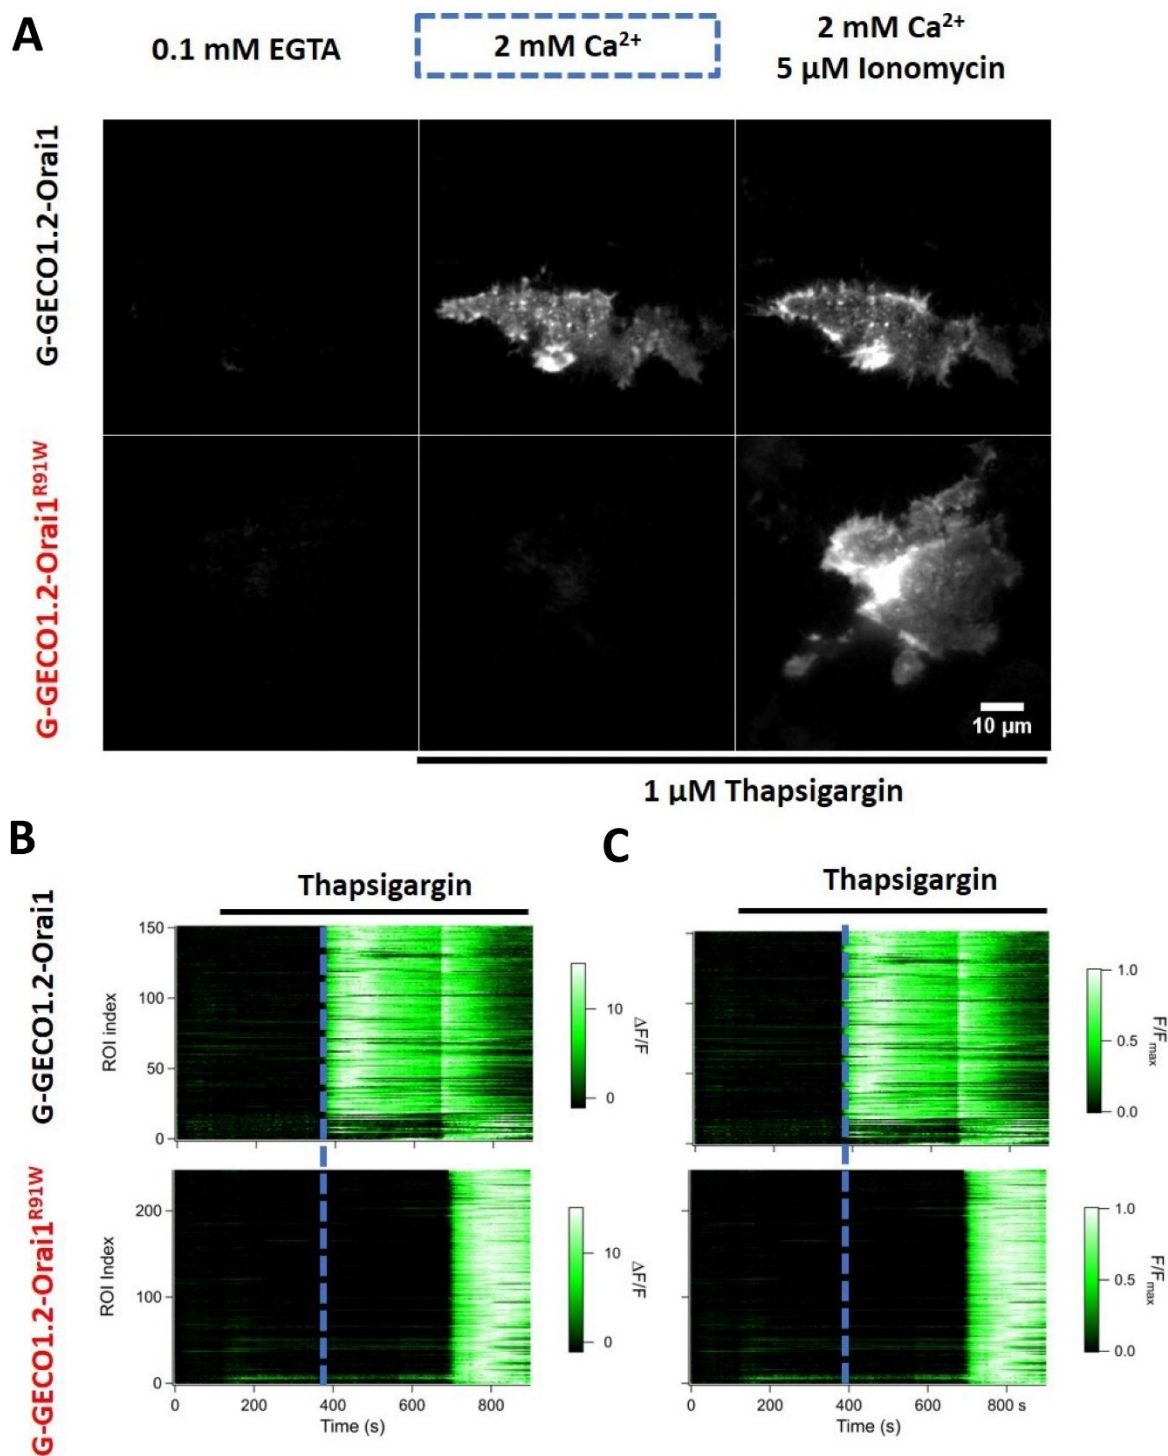 A
0.1 mM EGTA
2 mM Ca2+
2 mM Ca2+
5 µM Ionomycin
G-GECO1.2-Orai1
G-GECO1.2-Orai1R91W
10 µm
1 µM Thapsigargin
B
C
G-GECO1.2-Orai1
Thapsigargin
150
100
50
0
ROI index
10
0
ΔF/F
Thapsigargin
1.0
0.5
0.0
F/Fmax
G-GECO1.2-Orai1R91W
200
100
0
ROI Index
0 200 400 600 800
Time (s)
10
0
ΔF/F
0 200 400 600 800 s
Time (s)
1.0
0.5
0.0
F/Fmax